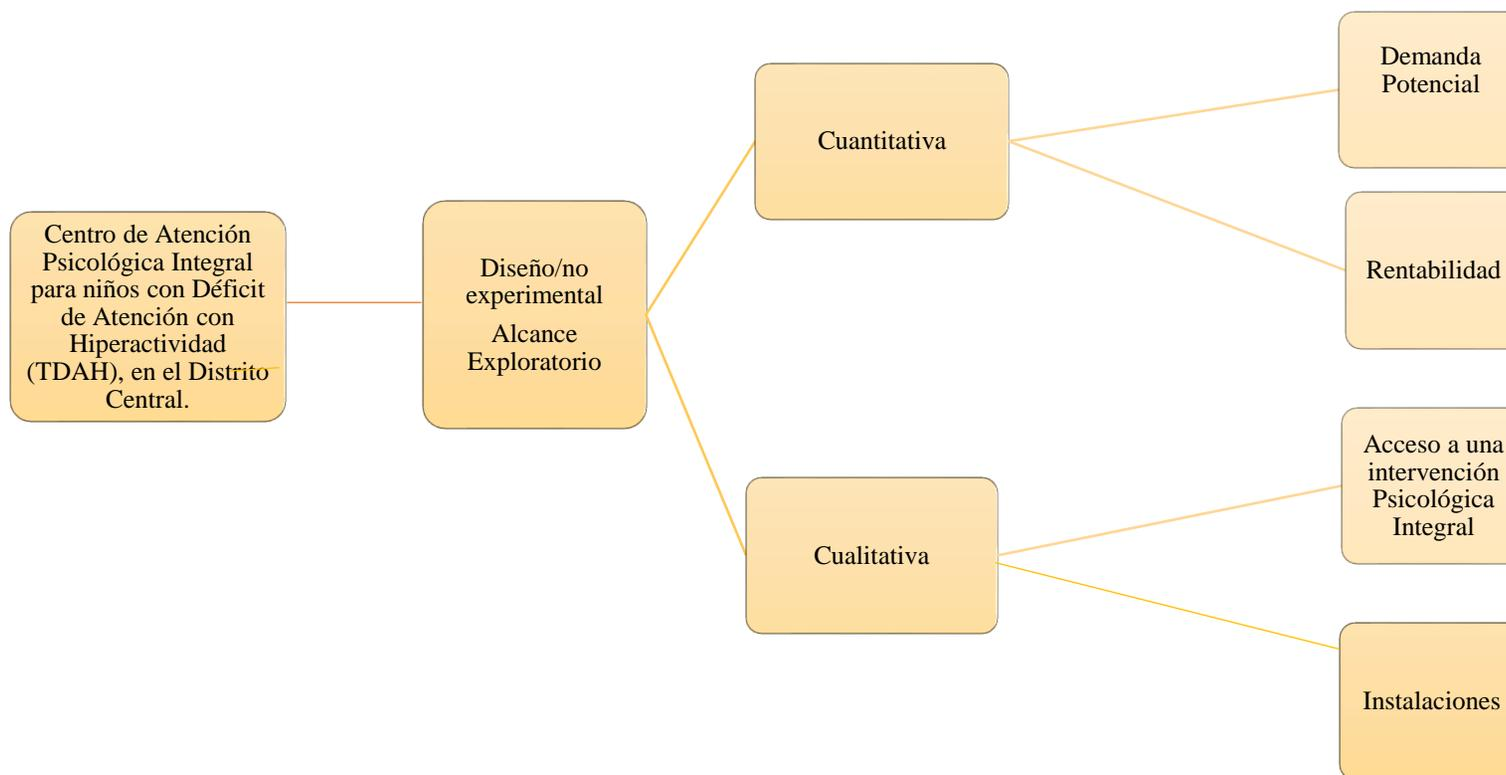 Centro de Atención
Psicológica Integral
para niños con Déficit
de Atención con
Hiperactividad
(TDAH), en el Distrito
Central.
Diseño/no
experimental
Alcance
Exploratorio
Cuantitativa
Cualitativa
Demanda
Potencial
Rentabilidad
Acceso a una
intervención
Psicológica
Integral
Instalaciones